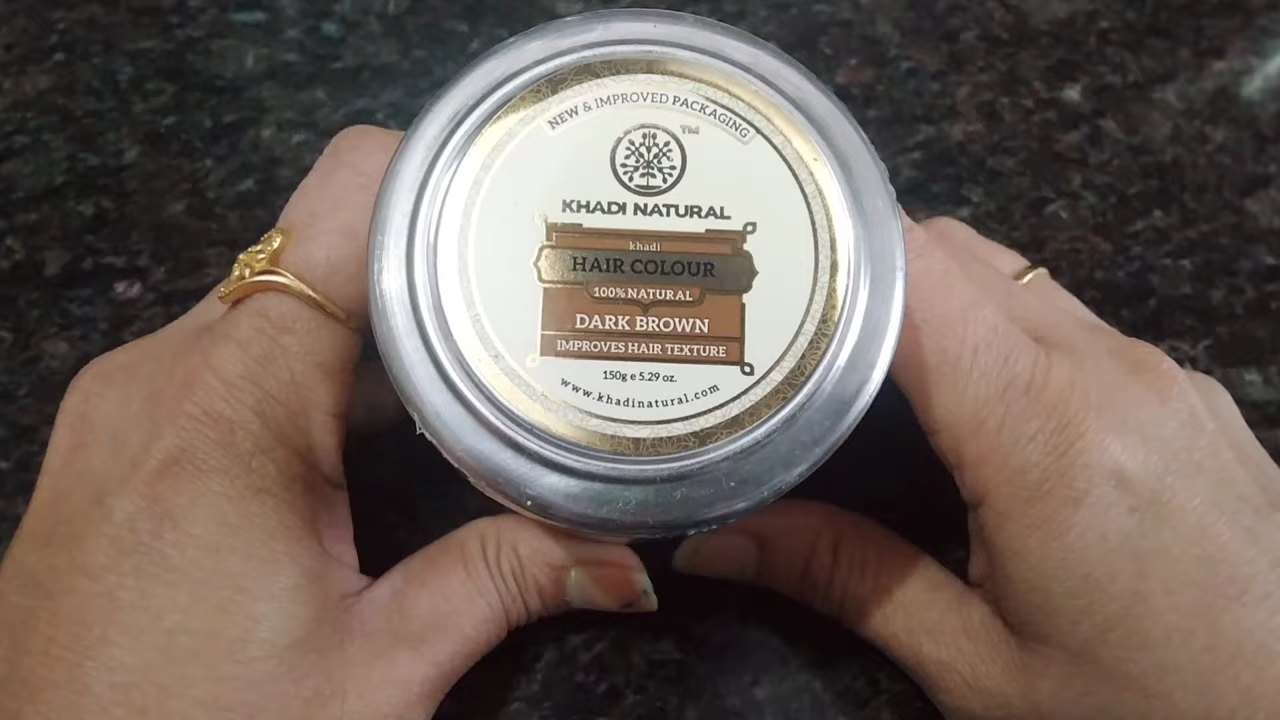 NEW & IMPROVED PACKAGING
TM
KHADI NATURAL
khadi
HAIR COLOUR
100% NATURAL
DARK BROWN
IMPROVES HAIR TEXTURE
150g e 5.29 oz.
www.khadinatural.com